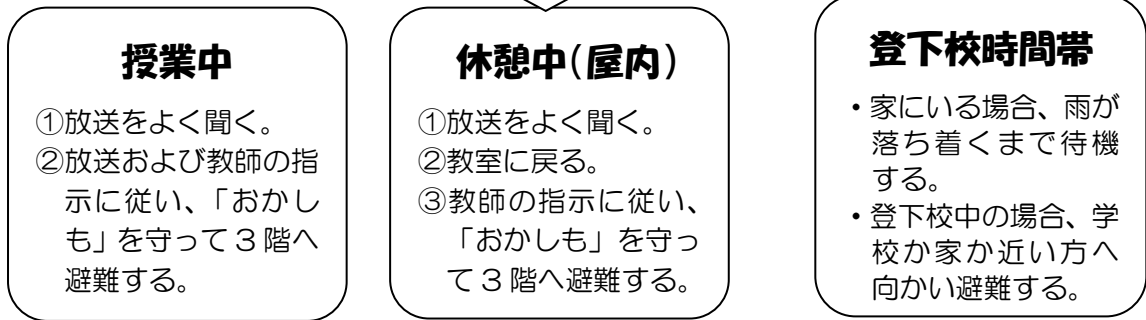 授業中
①放送をよく聞く。
②放送および教師の指
示に従い、「おかし
も」を守って３階へ
避難する。
休憩中(屋内)
①放送をよく聞く。
②教室に戻る。
③教師の指示に従い、
「おかしも」を守っ
て３階へ避難する。
登下校時間帯
・家にいる場合、雨が
落ち着くまで待機
する。
・登下校中の場合、学
校か家か近い方へ
向かい避難する。